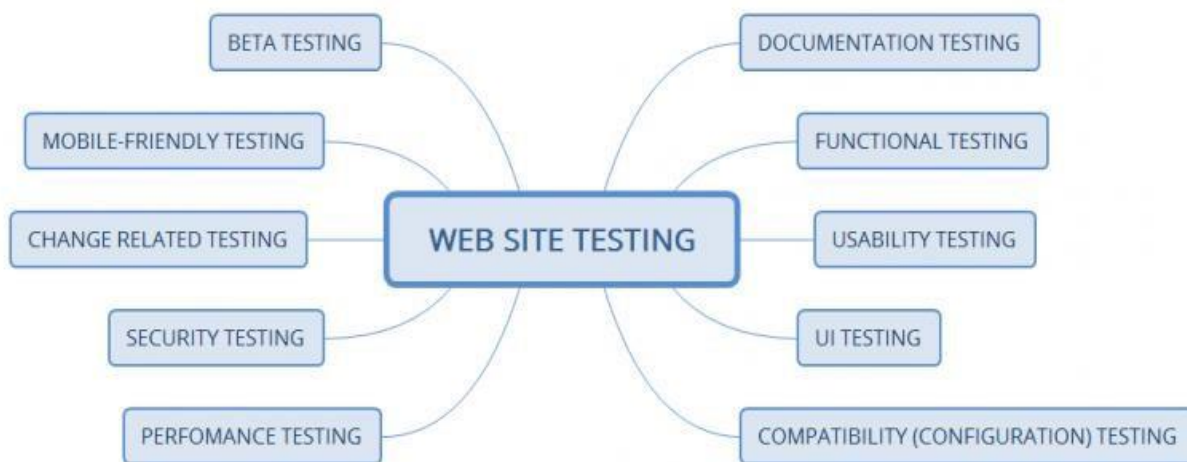 BETA TESTING
MOBILE-FRIENDLY TESTING
CHANGE RELATED TESTING
SECURITY TESTING
PERFOMANCE TESTING
WEB SITE TESTING
DOCUMENTATION TESTING
FUNCTIONAL TESTING
USABILITY TESTING
UI TESTING
COMPATIBILITY (CONFIGURATION) TESTING